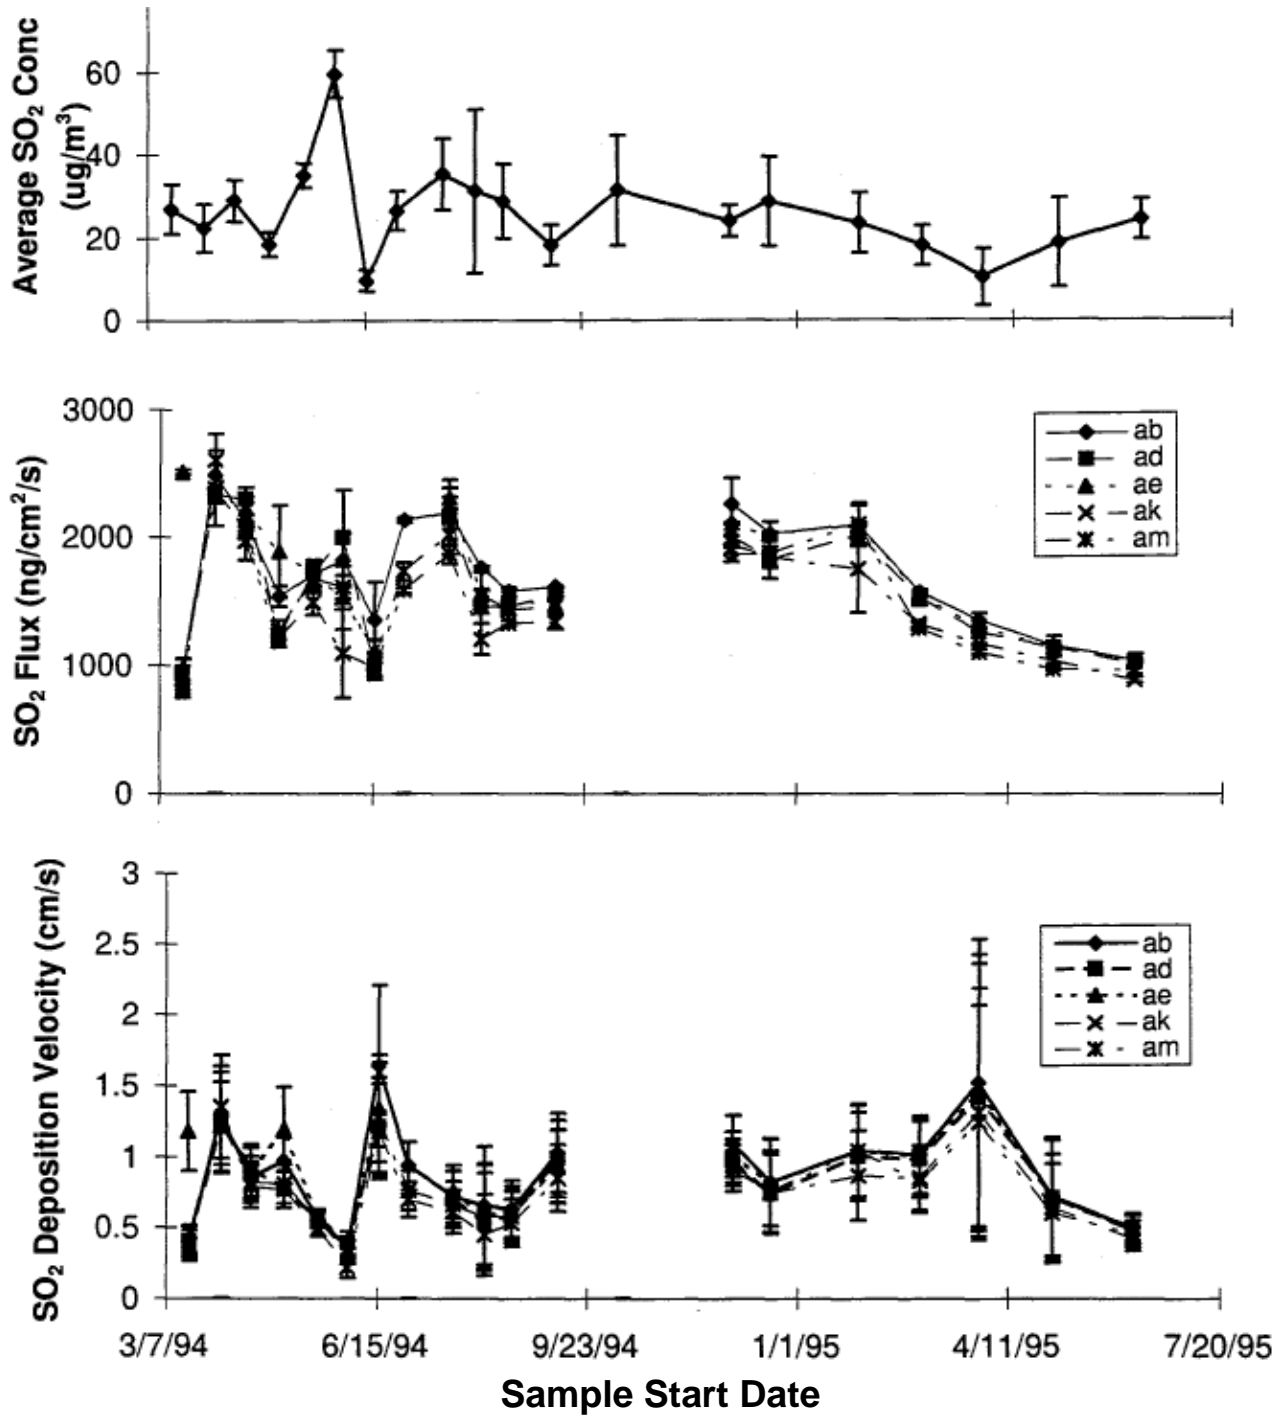 Average SO₂ Conc
(ug/m³)
60
40
20
0
SO₂ Flux (ng/cm²/s)
3000
2000
1000
0
ab
ad
ae
ak
am
SO₂ Deposition Velocity (cm/s)
3
2.5
2
1.5
1
0.5
0
ab
ad
ae
ak
am
3/7/94 6/15/94 9/23/94 1/1/95 4/11/95 7/20/95
Sample Start Date